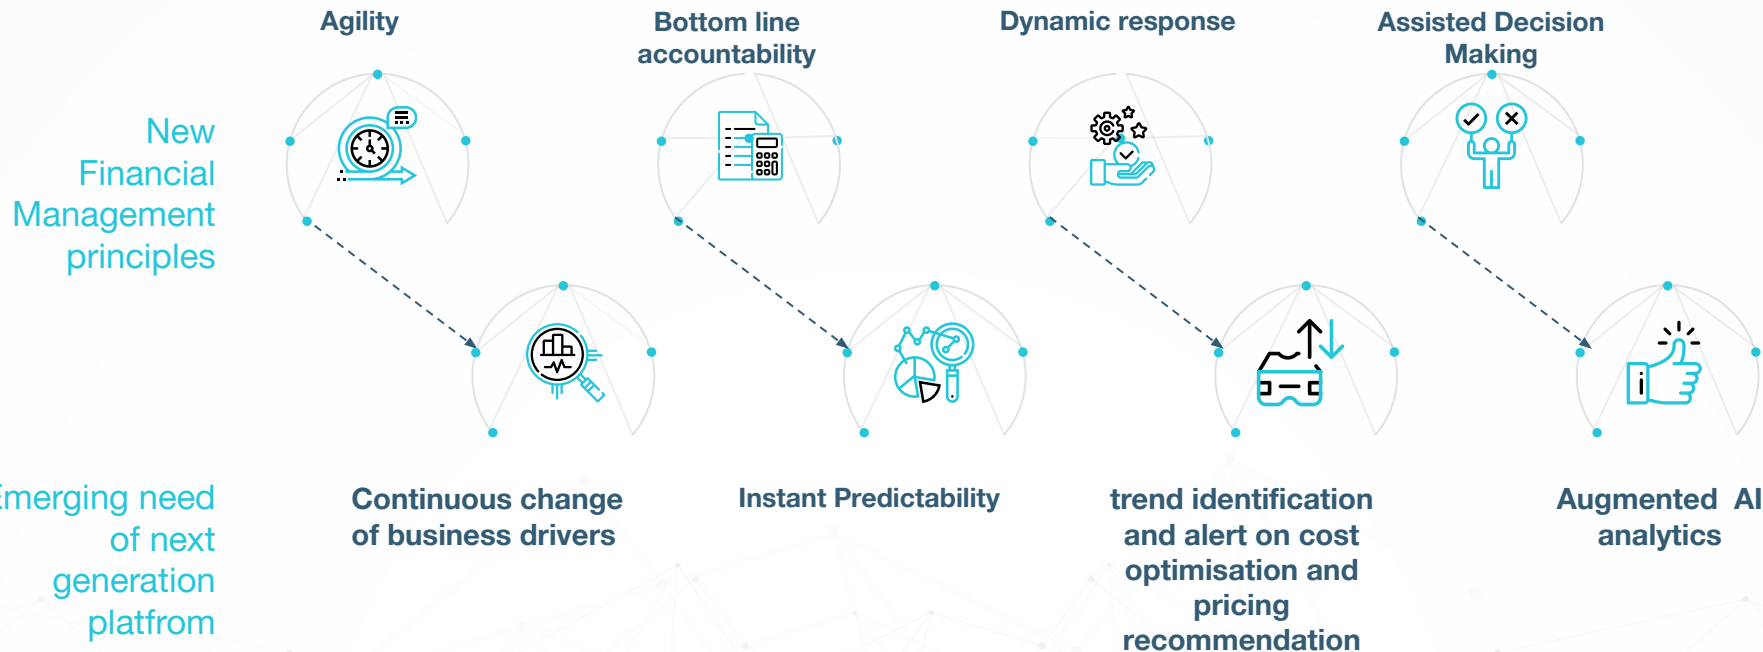 Agility
Bottom line
accountability
Dynamic response
Assisted Decision
Making
New
Financial
Management
principles
Emerging need
of next
generation
platfrom
Continuous change
of business drivers
Instant Predictability
trend identification
and alert on cost
optimisation and
pricing
recommendation
Augmented AI
analytics